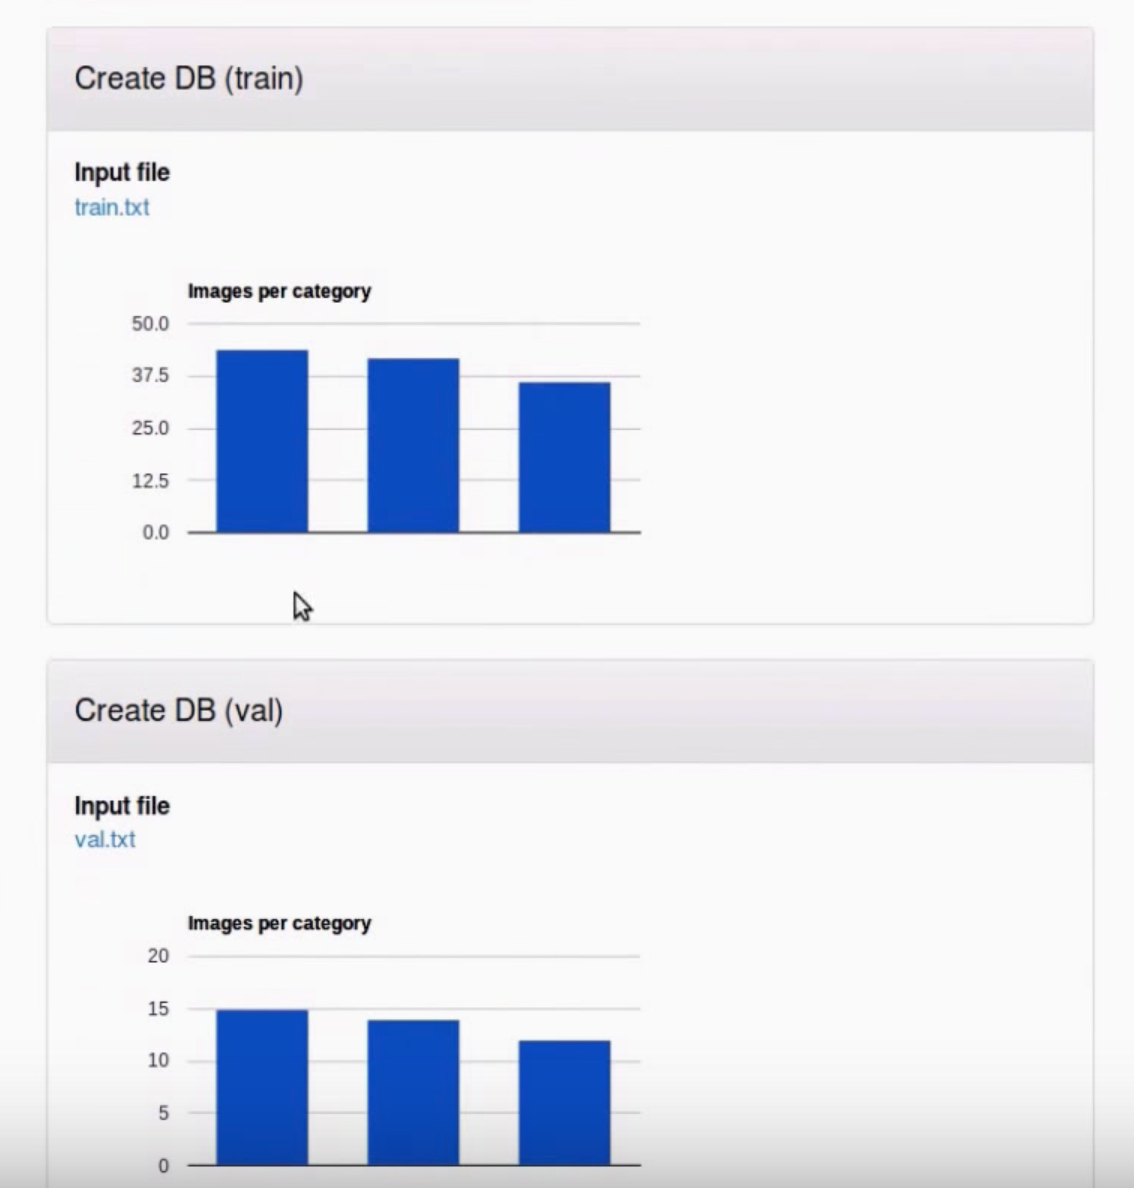 Create DB (train)
Input file
train.txt
Images per category
50.0
37.5
25.0
12.5
0.0
Create DB (val)
Input file
val.txt
Images per category
20
15
10
5
0